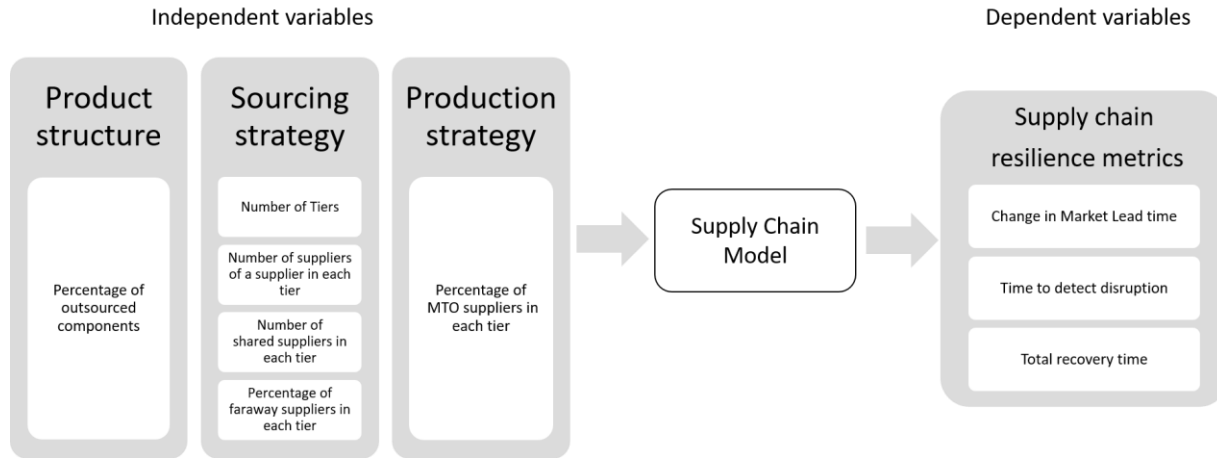 Independent variables
Dependent variables
Product
structure
Percentage of
outsourced
components
Sourcing
strategy
Number of Tiers
Number of suppliers
of a supplier in each
tier
Number of
shared suppliers in
each tier
Percentage of
faraway suppliers in
each tier
Production
strategy
Percentage of
MTO suppliers in
each tier
Supply Chain
Model
Supply chain
resilience metrics
Change in Market Lead time
Time to detect disruption
Total recovery time